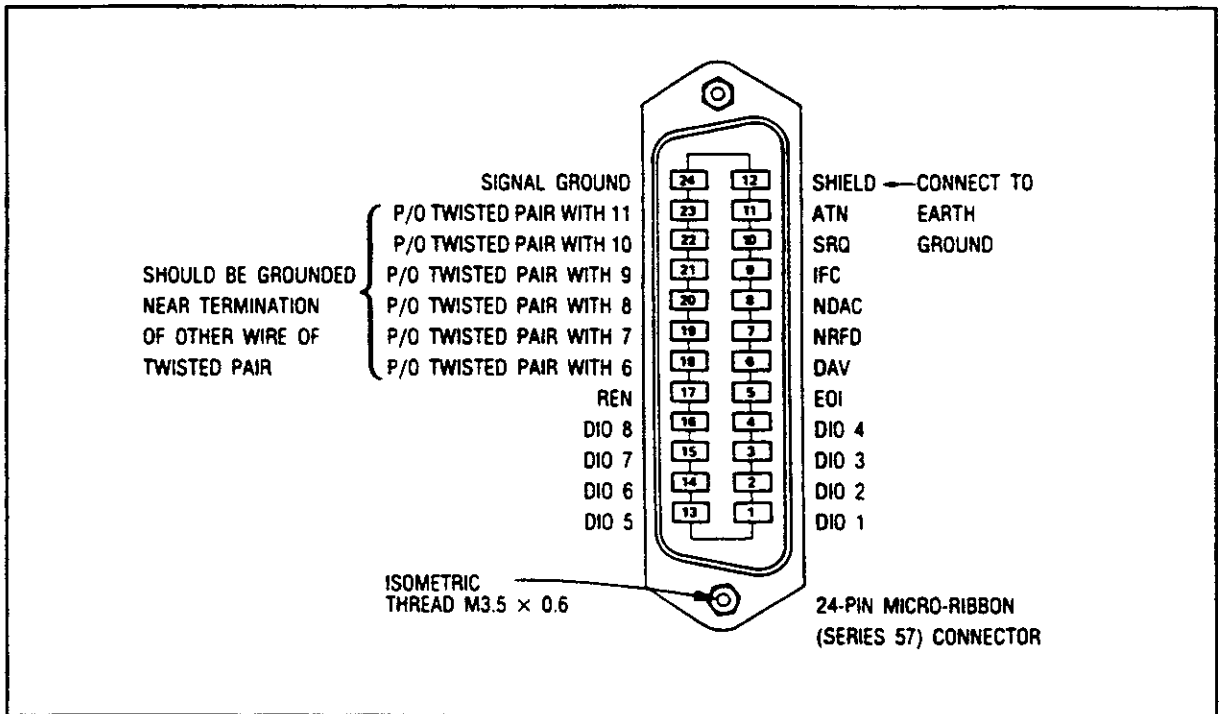 SIGNAL GROUND 24 12 SHIELD CONNECT TO
P/O TWISTED PAIR WITH 11 23 11 ATN EARTH
P/O TWISTED PAIR WITH 10 22 10 SRQ GROUND
SHOULD BE GROUNDED P/O TWISTED PAIR WITH 9 21 9 IFC
NEAR TERMINATION P/O TWISTED PAIR WITH 8 20 8 NDAC
OF OTHER WIRE OF P/O TWISTED PAIR WITH 7 19 7 NRFD
TWISTED PAIR P/O TWISTED PAIR WITH 6 18 6 DAV
REN 17 5 EOI
DIO 8 16 4 DIO 4
DIO 7 15 3 DIO 3
DIO 6 14 2 DIO 2
DIO 5 13 1 DIO 1
ISOMETRIC
THREAD M3.5 × 0.6
24-PIN MICRO-RIBBON
(SERIES 57) CONNECTOR